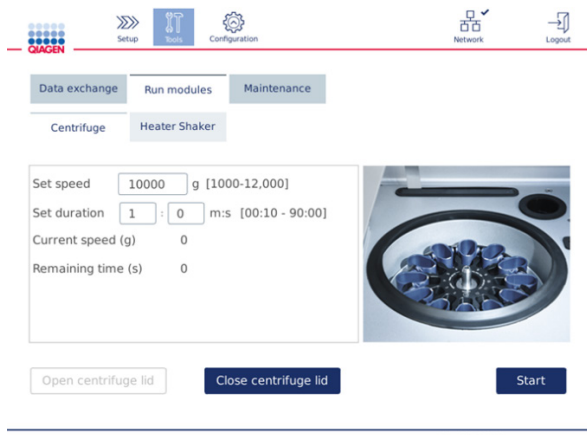 QIAGEN
Setup
Tools
Configuration
Network
Logout
Data exchange Run modules Maintenance
Centrifuge Heater Shaker
Set speed 10000 g [1000-12,000]
Set duration 1 : 0 m:s [00:10 - 90:00]
Current speed (g) 0
Remaining time (s) 0
Open centrifuge lid Close centrifuge lid Start